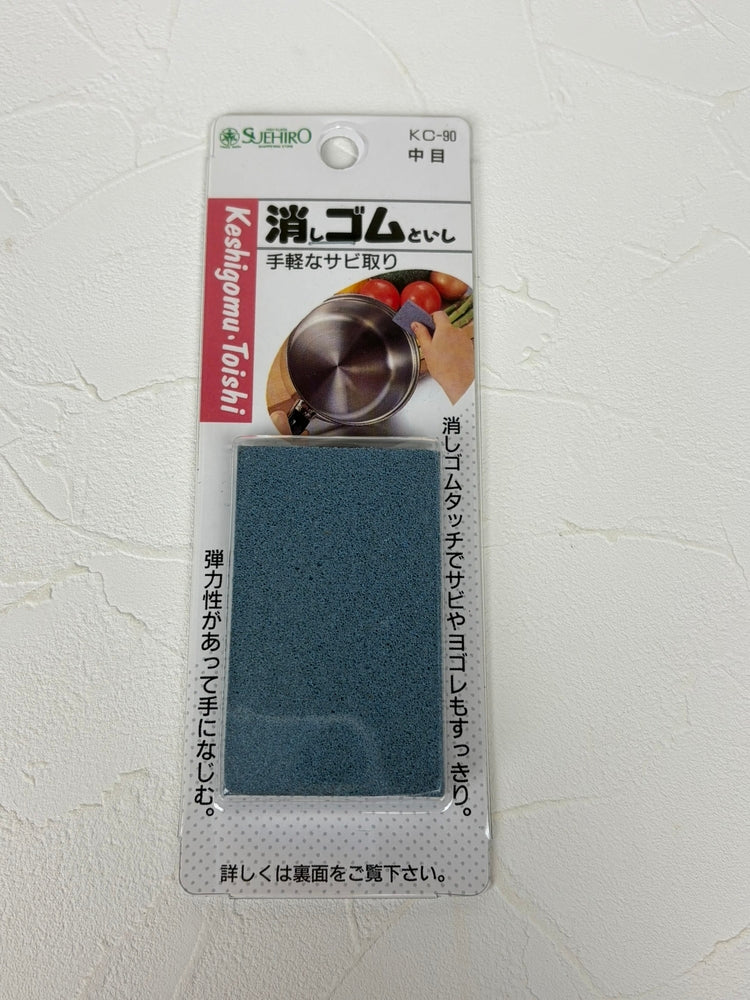 SUEHIRO
KC-90
中目
Keshigomu・Toishi
消しゴムといし
手軽なサビ取り
消しゴムタッチでサビやヨゴレもすっきり。
弾力性があって手になじむ。
詳しくは裏面をご覧下さい。